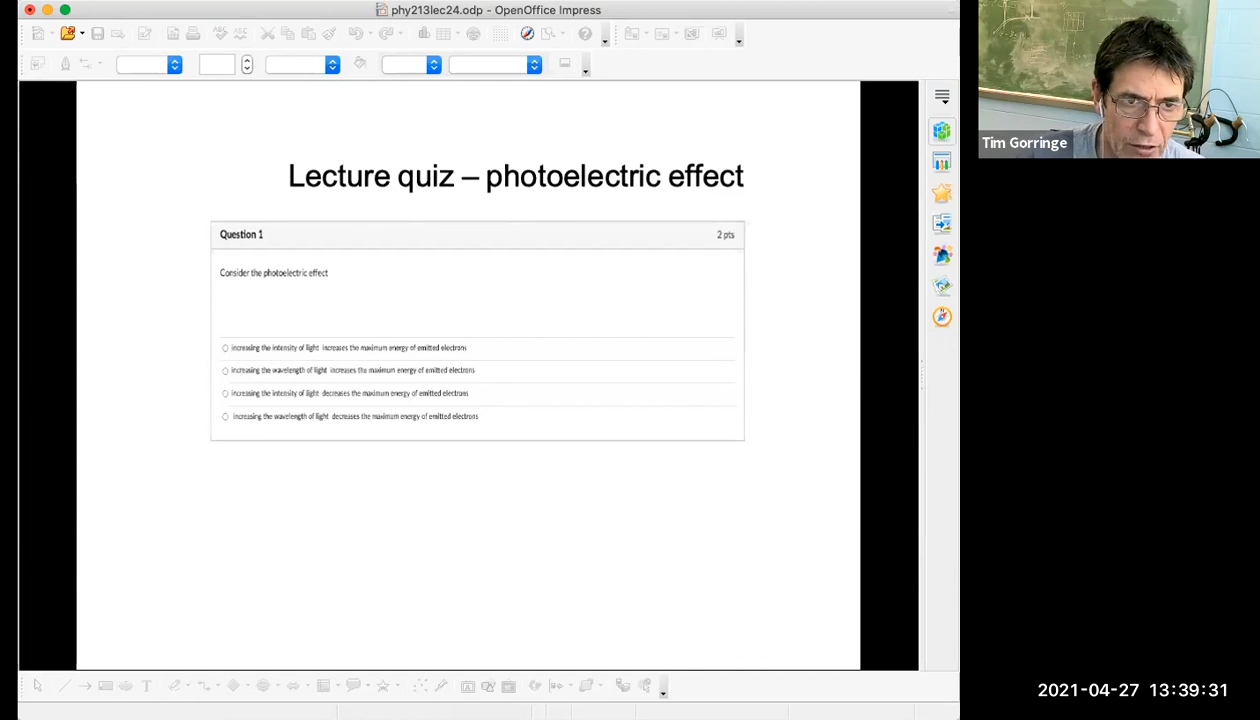 phy213lec24.odp - OpenOffice Impress
Tim Gorringe
Lecture quiz – photoelectric effect
Question 1 2 pts
Consider the photoelectric effect
increasing the intensity of light increases the maximum energy of emitted electrons
increasing the wavelength of light increases the maximum energy of emitted electrons
increasing the intensity of light decreases the maximum energy of emitted electrons
increasing the wavelength of light decreases the maximum energy of emitted electrons
2021-04-27 13:39:31